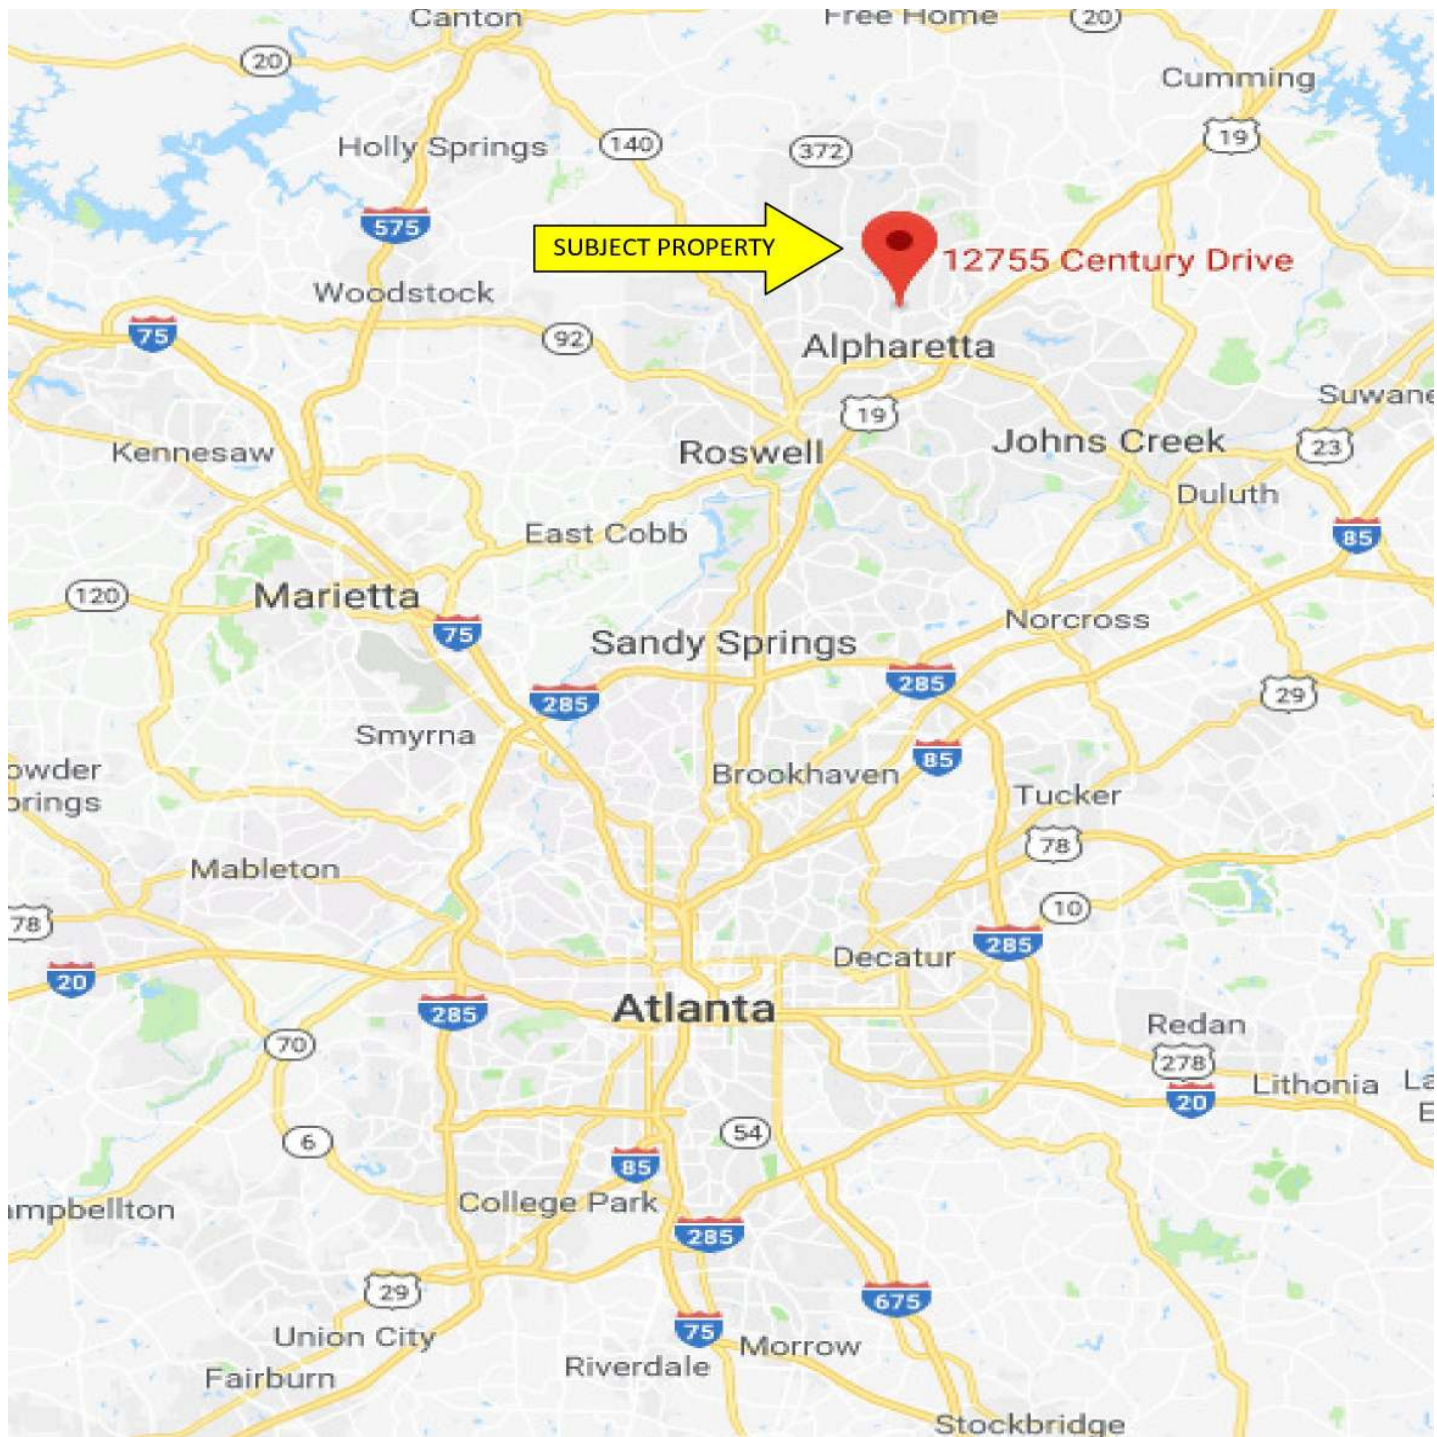 Canton
Free Home
20
20
Cumming
19
Holly Springs
140
372
575
SUBJECT PROPERTY
12755 Century Drive
Woodstock
75
92
Alpharetta
Suwane
19
Kennesaw
Roswell
Johns Creek
23
Duluth
East Cobb
85
120
Marietta
Norcross
75
Sandy Springs
285
285
29
Smyrna
owder
prings
Brookhaven
85
Tucker
78
Mableton
78
10
20
Decatur
285
285
Atlanta
70
Redan
278
Lithonia
La
E
20
6
54
85
College Park
ampbellton
285
29
675
Union City
75
Morrow
Riverdale
Fairburn
Stockbridge